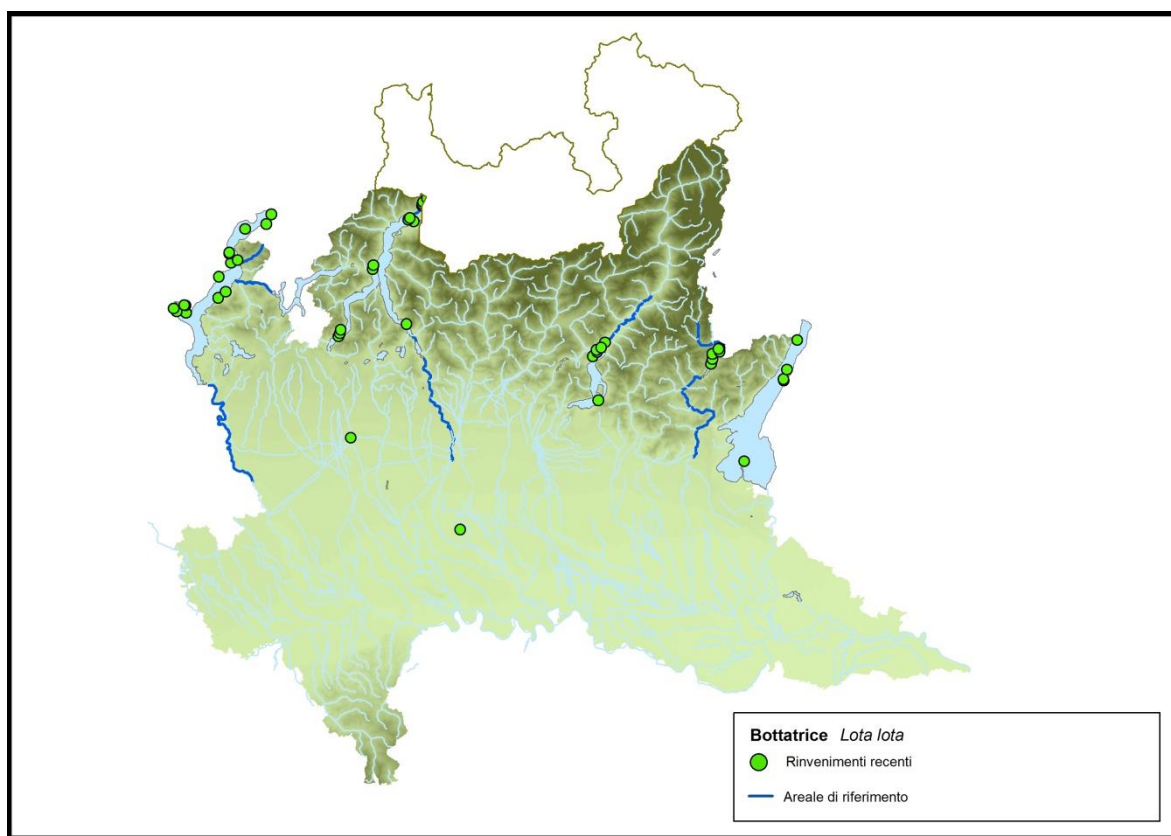 Bottatrice Lota lota
Rinvenimenti recenti
Areale di riferimento